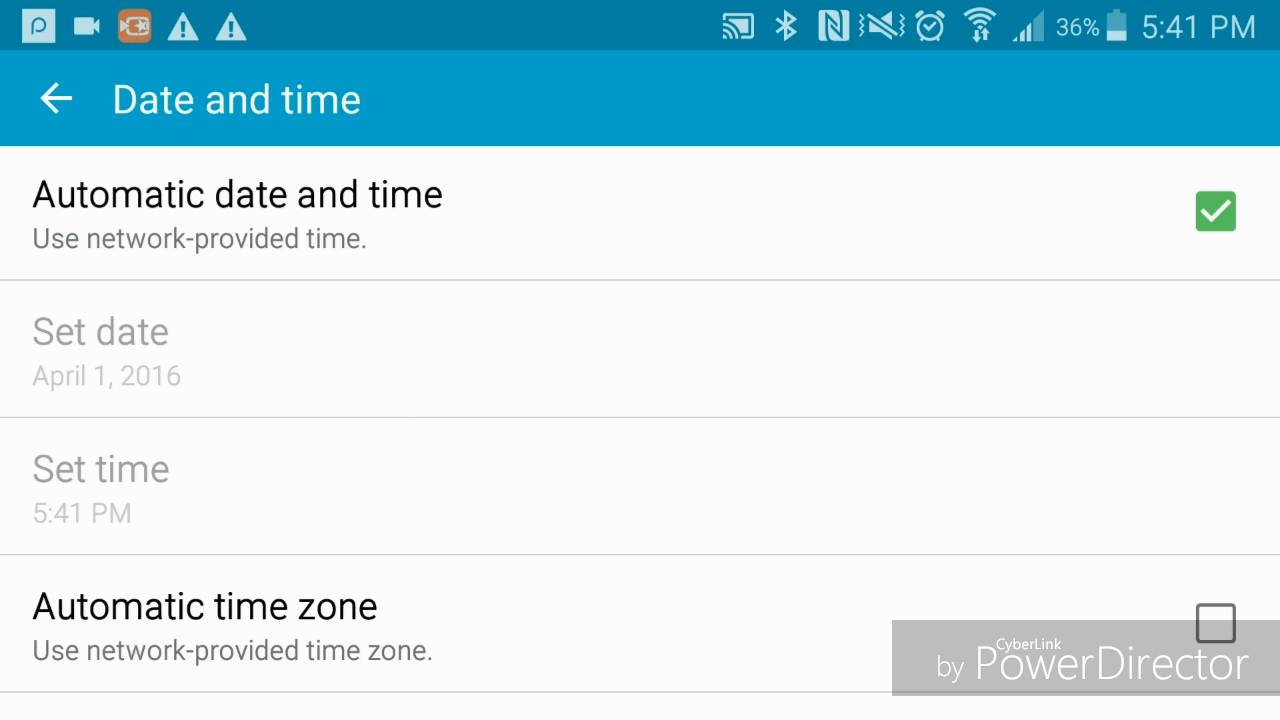 36% 5:41 PM
Date and time
Automatic date and time
Use network-provided time.
Set date
April 1, 2016
Set time
5:41 PM
Automatic time zone
Use network-provided time zone.
CyberLink
by PowerDirector